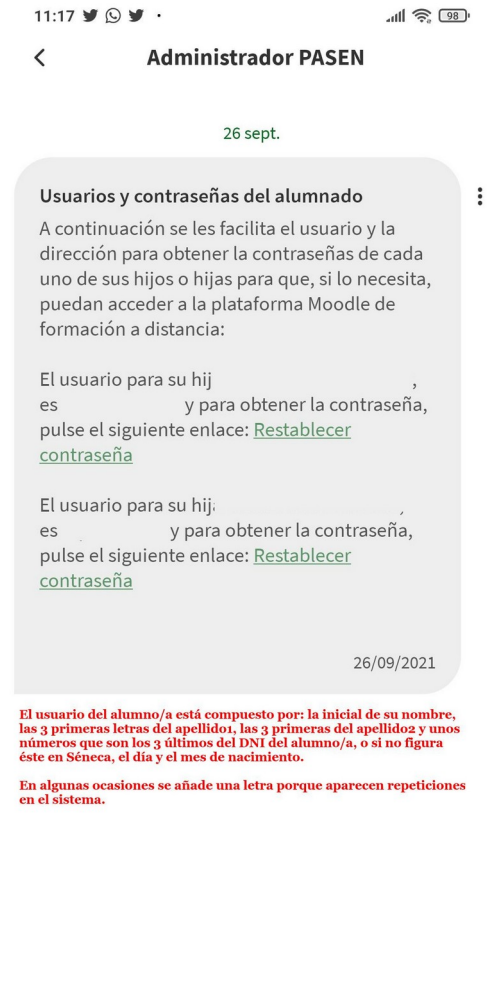 11:17
98
Administrador PASEN
26 sept.
Usuarios y contraseñas del alumnado
A continuación se les facilita el usuario y la
dirección para obtener la contraseñas de cada
uno de sus hijos o hijas para que, si lo necesita,
puedan acceder a la plataforma Moodle de
formación a distancia:
El usuario para su hij ,
es y para obtener la contraseña,
pulse el siguiente enlace: Restablecer
contraseña
El usuario para su hij
es y para obtener la contraseña,
pulse el siguiente enlace: Restablecer
contraseña
26/09/2021
El usuario del alumno/a está compuesto por: la inicial de su nombre,
las 3 primeras letras del apellido1, las 3 primeras del apellido2 y unos
números que son los 3 últimos del DNI del alumno/a, o si no figura
éste en Séneca, el día y el mes de nacimiento.
En algunas ocasiones se añade una letra porque aparecen repeticiones
en el sistema.